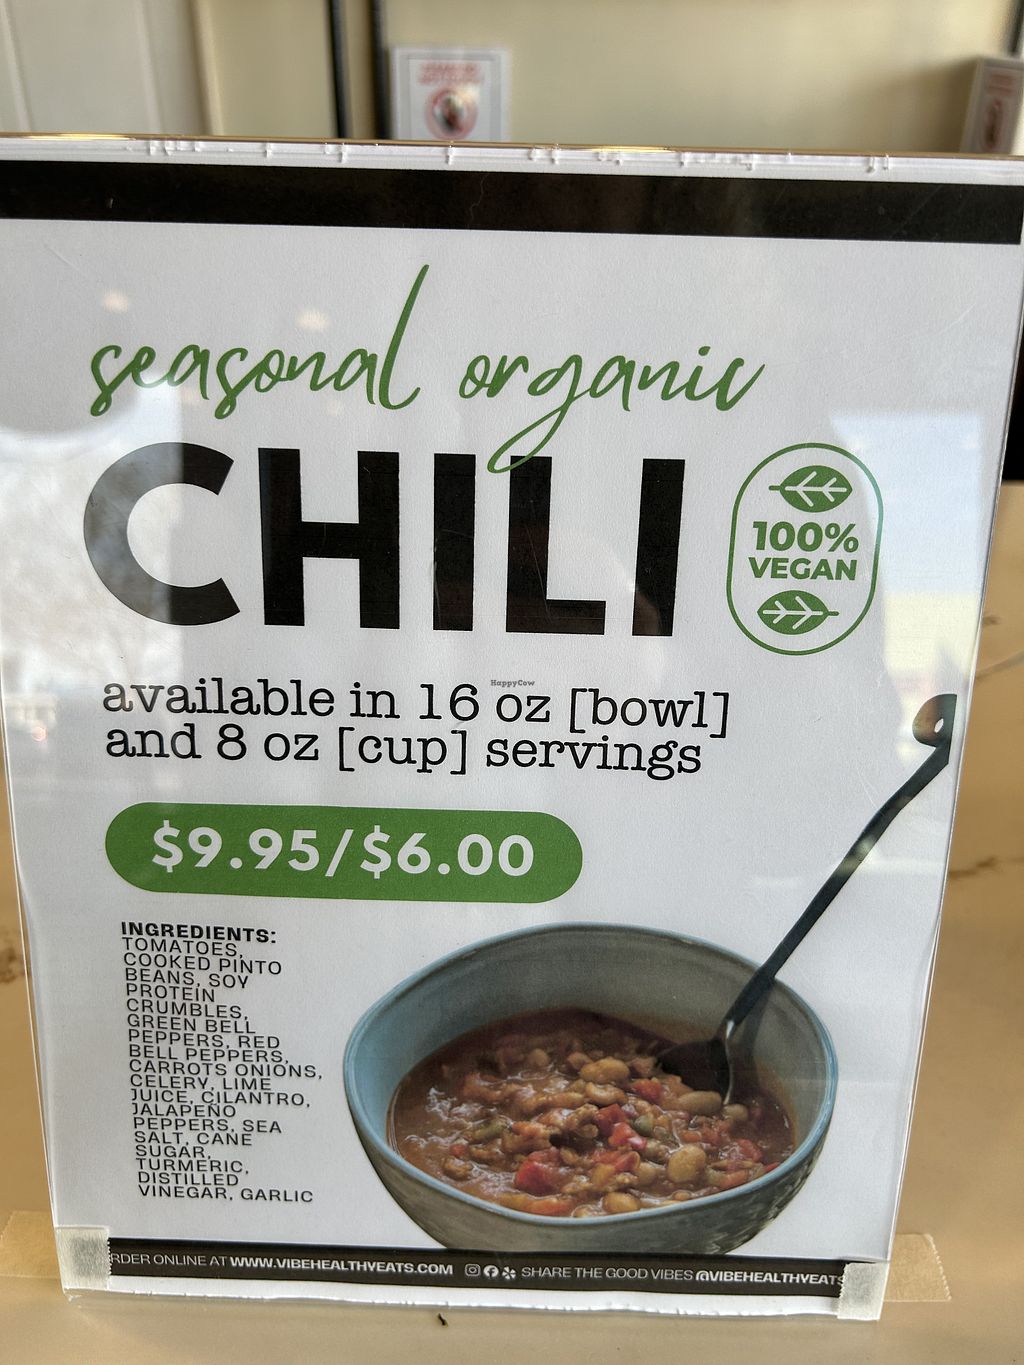 seasonal organic
CHILI
100%
VEGAN
HappyCow
available in 16 oz [bowl]
and 8 oz [cup] servings
$9.95/$6.00
INGREDIENTS:
TOMATOES,
COOKED PINTO
BEANS, SOY
PROTEIN
CRUMBLES,
GREEN BELL
PEPPERS, RED
BELL PEPPERS,
CARROTS ONIONS,
CELERY, LIME
JUICE, CILANTRO,
JALAPEÑO
PEPPERS, SEA
SALT, CANE
SUGAR,
TURMERIC,
DISTILLED
VINEGAR, GARLIC
RDER ONLINE AT WWW.VIBEHEALTHYEATS.COM SHARE THE GOOD VIBES @VIBEHEALTHYEATS